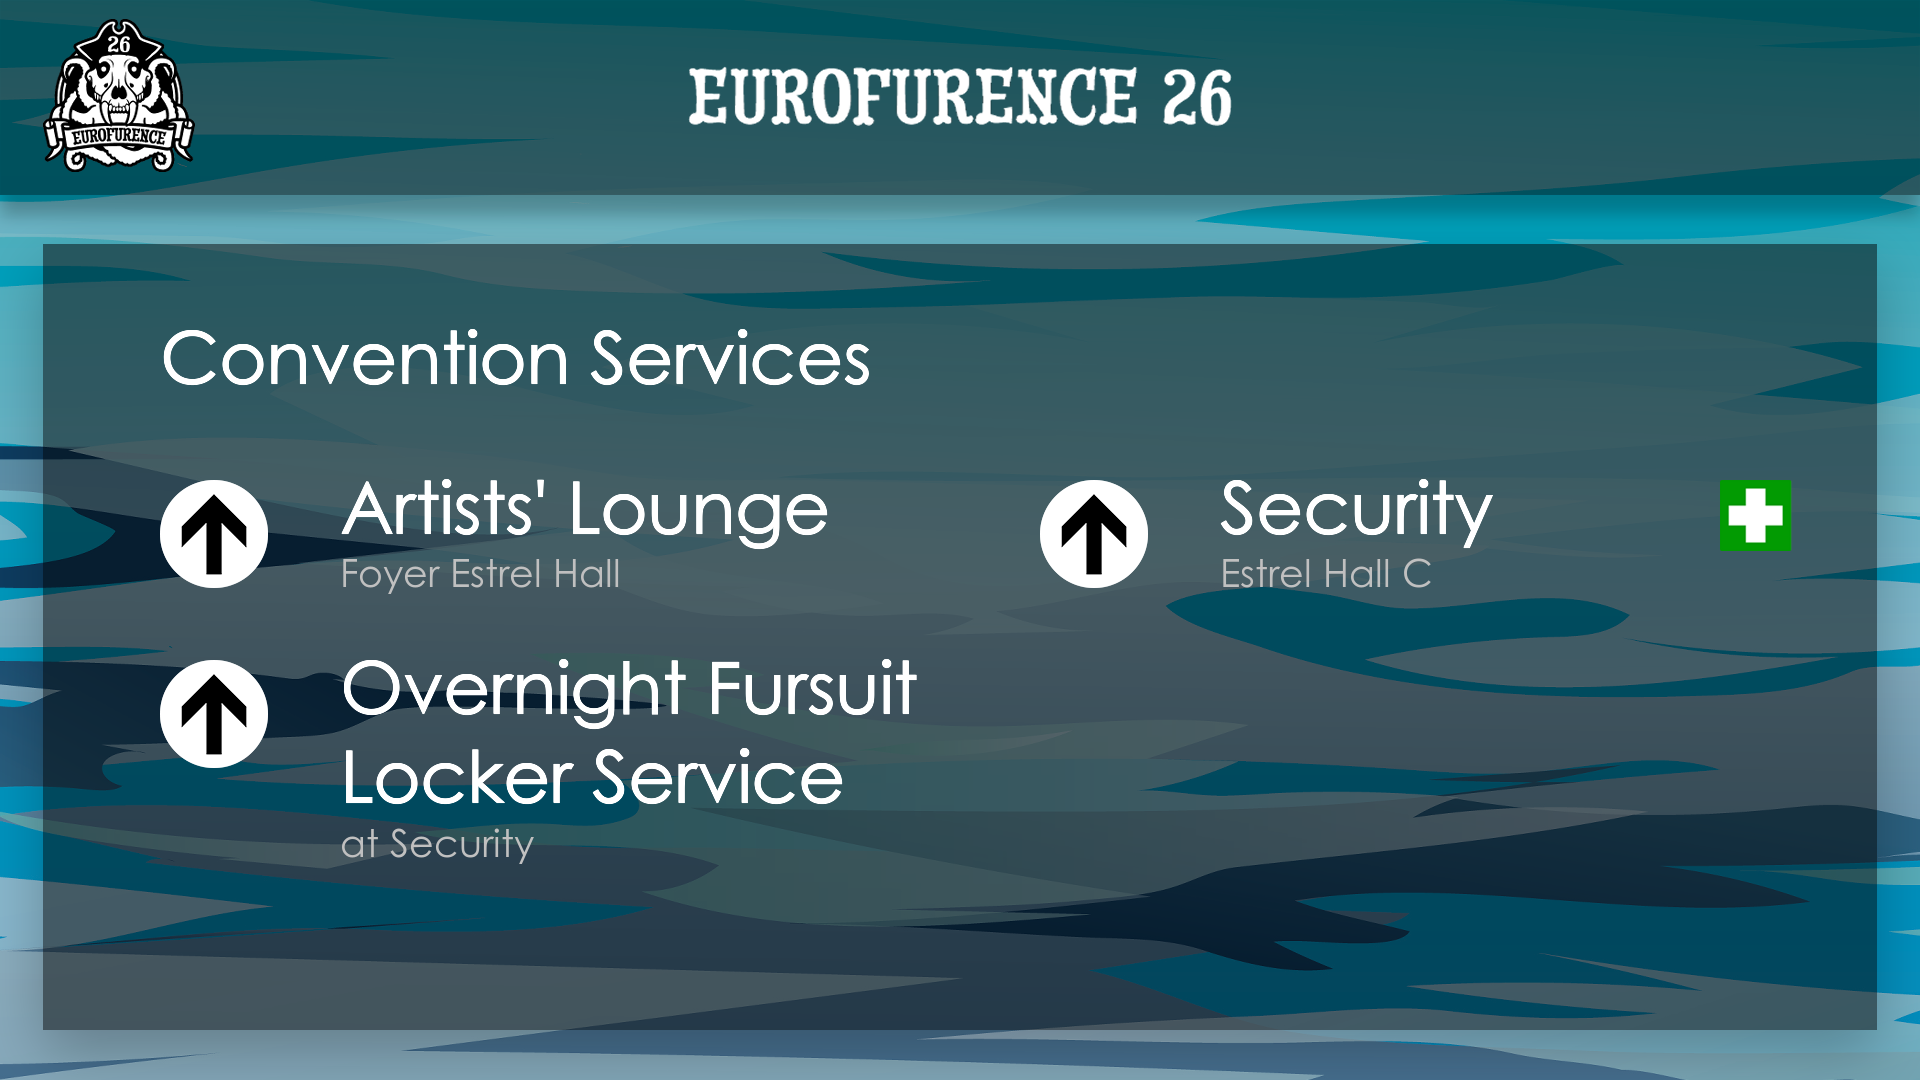 26
EUROFURENCE
EUROFURENCE 26
Convention Services
Artists' Lounge
Foyer Estrel Hall
Security
Estrel Hall C
Overnight Fursuit
Locker Service
at Security